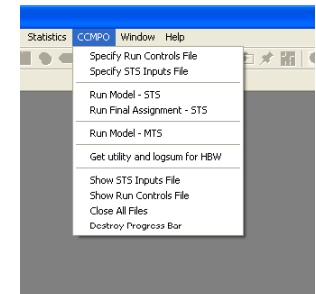 Statistics CCMPO Window Help
Specify Run Controls File
Specify STS Inputs File
Run Model - STS
Run Final Assignment - STS
Run Model - MTS
Get utility and logsum for HBW
Show STS Inputs File
Show Run Controls File
Close All Files
Destroy Progress Bar